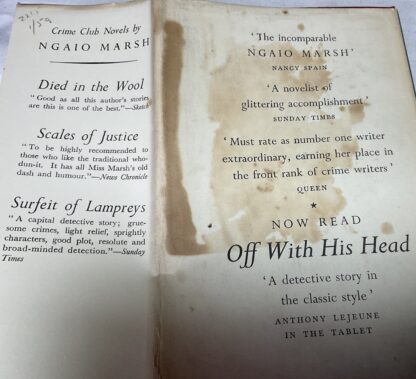 Crime Club Novels by
NGAIO MARSH
Died in the Wool
" Good as all this author's stories
are this is one of the best."—Sketch
Scales of Justice
" To be highly recommended to
those who like the traditional who-
dun-it. It has all Miss Marsh's old
dash and humour."—News Chronicle
Surfeit of Lampreys
" A capital detective story; grue-
some crimes, light relief, sprightly
characters, good plot, resolute and
broad-minded detection."—Sunday
Times
' The incomparable
NGAIO MARSH '
NANCY SPAIN
' A novelist of
glittering accomplishment '
SUNDAY TIMES
' Must rate as number one writer
extraordinary, earning her place in
the front rank of crime writers '
QUEEN
★
NOW READ
Off With His Head
' A detective story in
the classic style '
ANTHONY LEJEUNE
IN THE TABLET